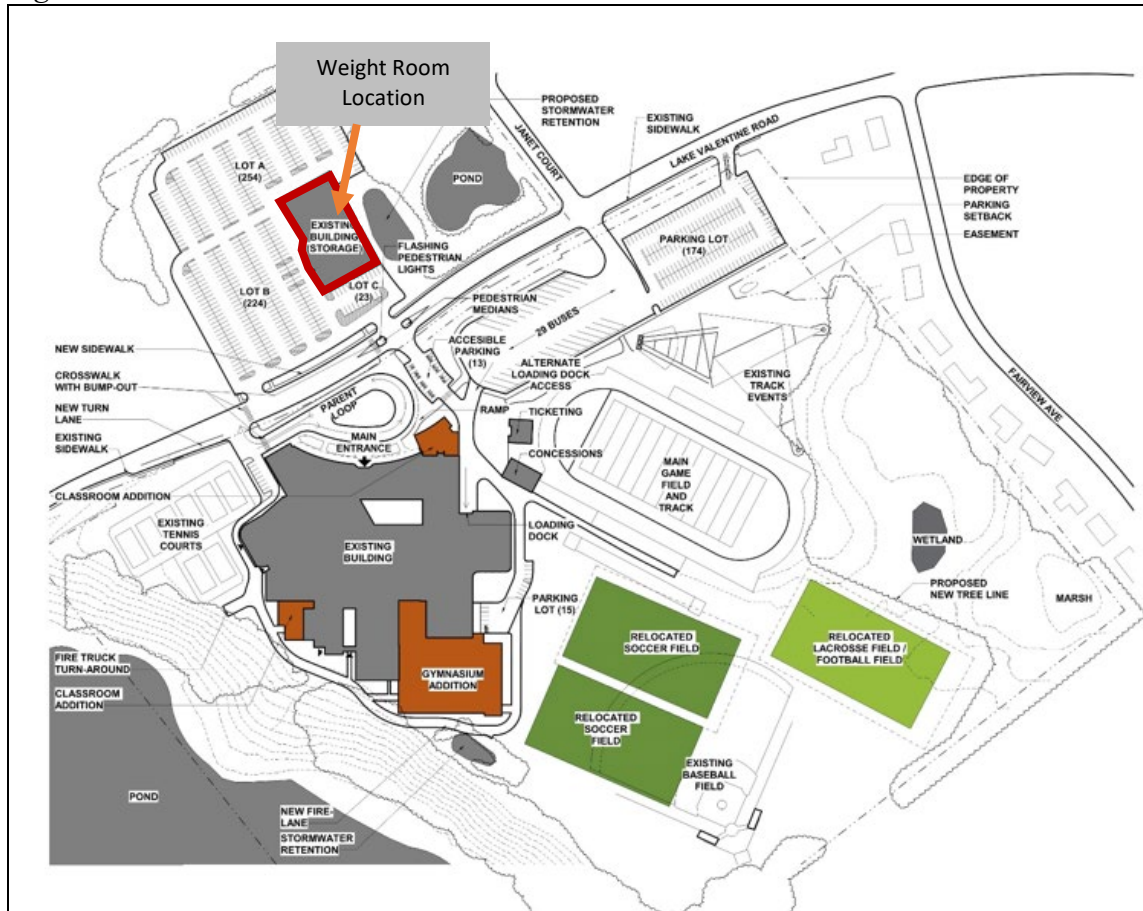 Weight Room
Location
PROPOSED
STORMWATER
RETENTION
JANET COURT
EXISTING
SIDEWALK
LAKE VALENTINE ROAD
LOT A
(254)
POND
EDGE OF
PROPERTY
PARKING
SETBACK
EASEMENT
EXISTING
BUILDING
(STORAGE)
FLASHING
PEDESTRIAN
LIGHTS
PARKING LOT
(174)
LOT B
(224)
LOT C
(23)
PEDESTRIAN
MEDIANS
29 BUSES
NEW SIDEWALK
ACCESIBLE
PARKING
(13)
CROSSWALK
WITH BUMP-OUT
ALTERNATE
LOADING DOCK
ACCESS
EXISTING
TRACK
EVENTS
FAIRVIEW AVE
NEW TURN
LANE
PARENT
LOOP
RAMP
TICKETING
EXISTING
SIDEWALK
MAIN
ENTRANCE
CONCESSIONS
MAIN
GAME
FIELD
AND
TRACK
CLASSROOM ADDITION
EXISTING
TENNIS
COURTS
EXISTING
BUILDING
LOADING
DOCK
WETLAND
PROPOSED
NEW TREE LINE
MARSH
PARKING
LOT (15)
RELOCATED
SOCCER FIELD
RELOCATED
LACROSSE FIELD /
FOOTBALL FIELD
FIRE TRUCK
TURN-AROUND
CLASSROOM
ADDITION
GYMNASIUM
ADDITION
RELOCATED
SOCCER
FIELD
EXISTING
BASEBALL
FIELD
POND
NEW FIRE-
LANE
STORMWATER
RETENTION